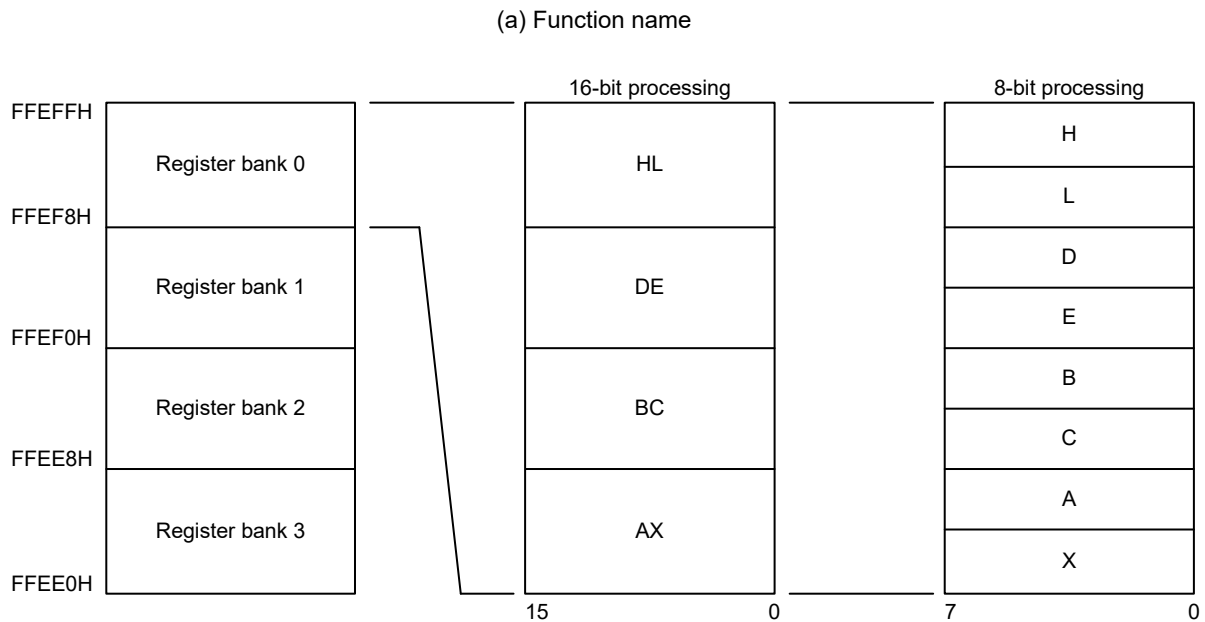 (a) Function name
16-bit processing 8-bit processing
FFEFFH
H
Register bank 0 HL
L
FFEF8H
D
Register bank 1 DE
E
FFEF0H
B
Register bank 2 BC
C
FFEE8H
A
Register bank 3 AX
X
FFEE0H
15 0 7 0